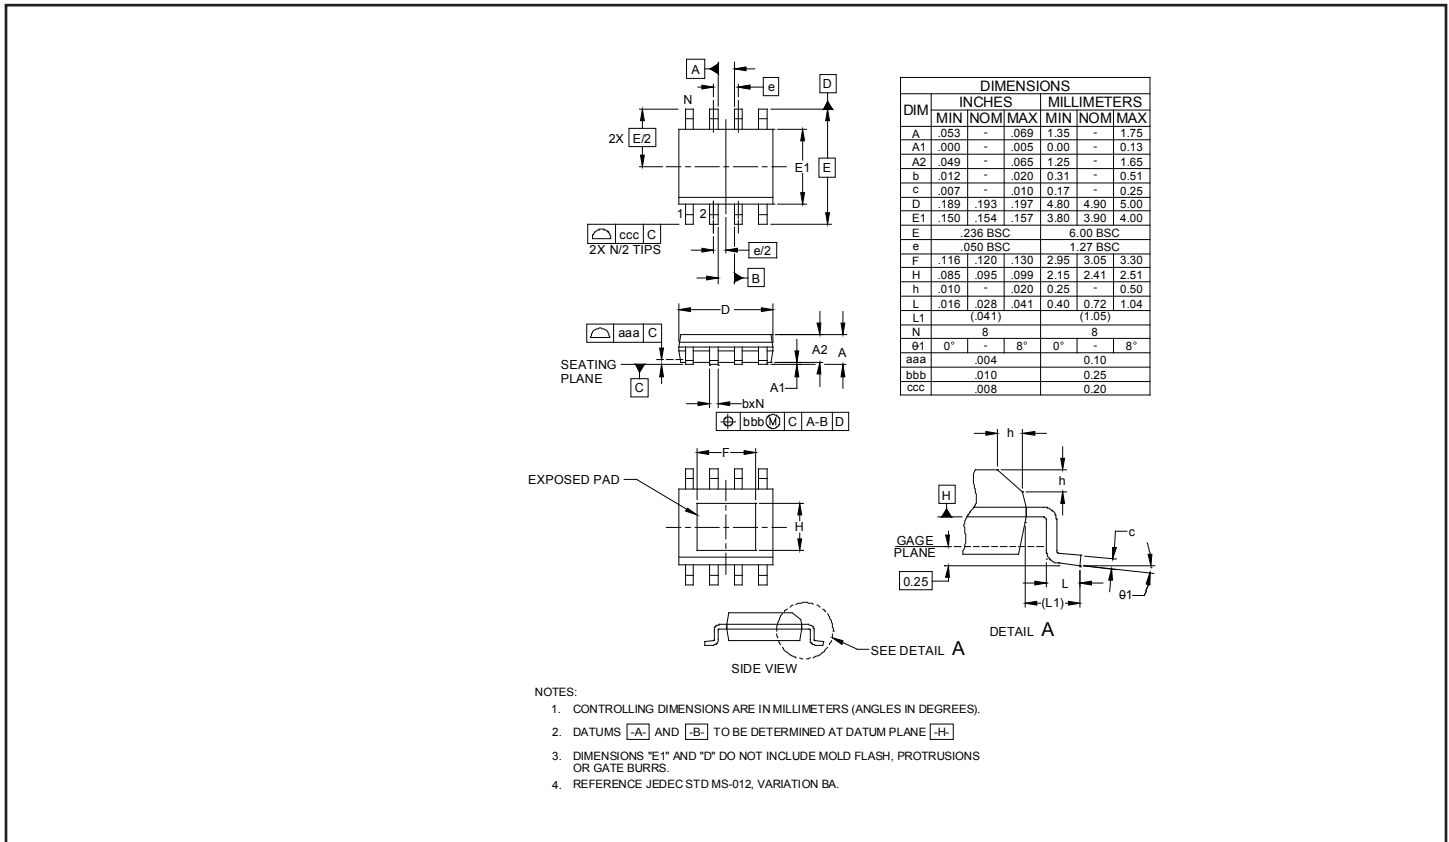 A
e
D
N
2X E/2
E1
E
1 2
ccc C
2X N/2 TIPS
e/2
B
D
aaa C
A2 A
SEATING
PLANE
C
A1
bxN
bbb M C A-B D
F
EXPOSED PAD
H
SEE DETAIL A
SIDE VIEW
DIMENSIONS
DIM INCHES MILLIMETERS
MIN NOM MAX MIN NOM MAX
A .053 - .069 1.35 - 1.75
A1 .000 - .005 0.00 - 0.13
A2 .049 - .065 1.25 - 1.65
b .012 - .020 0.31 - 0.51
c .007 - .010 0.17 - 0.25
D .189 .193 .197 4.80 4.90 5.00
E1 .150 .154 .157 3.80 3.90 4.00
E .236 BSC 6.00 BSC
e .050 BSC 1.27 BSC
F .116 .120 .130 2.95 3.05 3.30
H .085 .095 .099 2.15 2.41 2.51
h .010 - .020 0.25 - 0.50
L .016 .028 .041 0.40 0.72 1.04
L1 (.041) (1.05)
N 8 8
θ1 0° - 8° 0° - 8°
aaa .004 0.10
bbb .010 0.25
ccc .008 0.20
h
h
H
GAGE
PLANE
c
0.25
L
(L1)
θ1
DETAIL A
NOTES:
1. CONTROLLING DIMENSIONS ARE IN MILLIMETERS (ANGLES IN DEGREES).
2. DATUMS -A- AND -B- TO BE DETERMINED AT DATUM PLANE -H-
3. DIMENSIONS "E1" AND "D" DO NOT INCLUDE MOLD FLASH, PROTRUSIONS
OR GATE BURRS.
4. REFERENCE JEDEC STD MS-012, VARIATION BA.